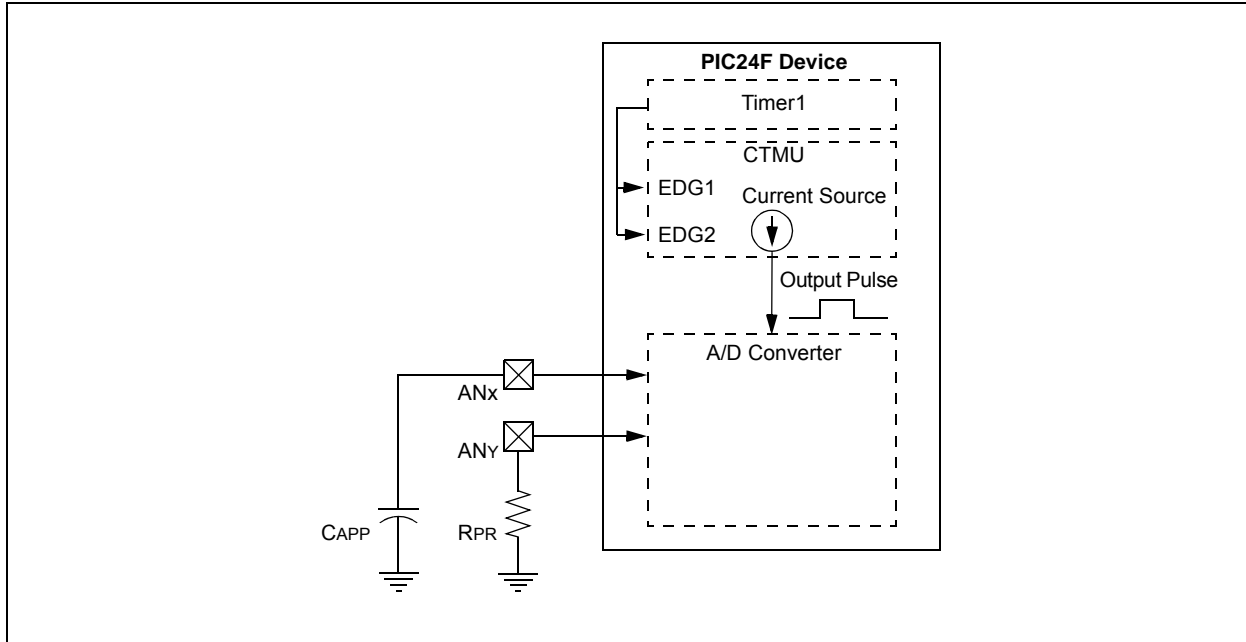 PIC24F Device
Timer1
CTMU
EDG1
Current Source
EDG2
Output Pulse
A/D Converter
ANx
ANY
CAPP
RPR